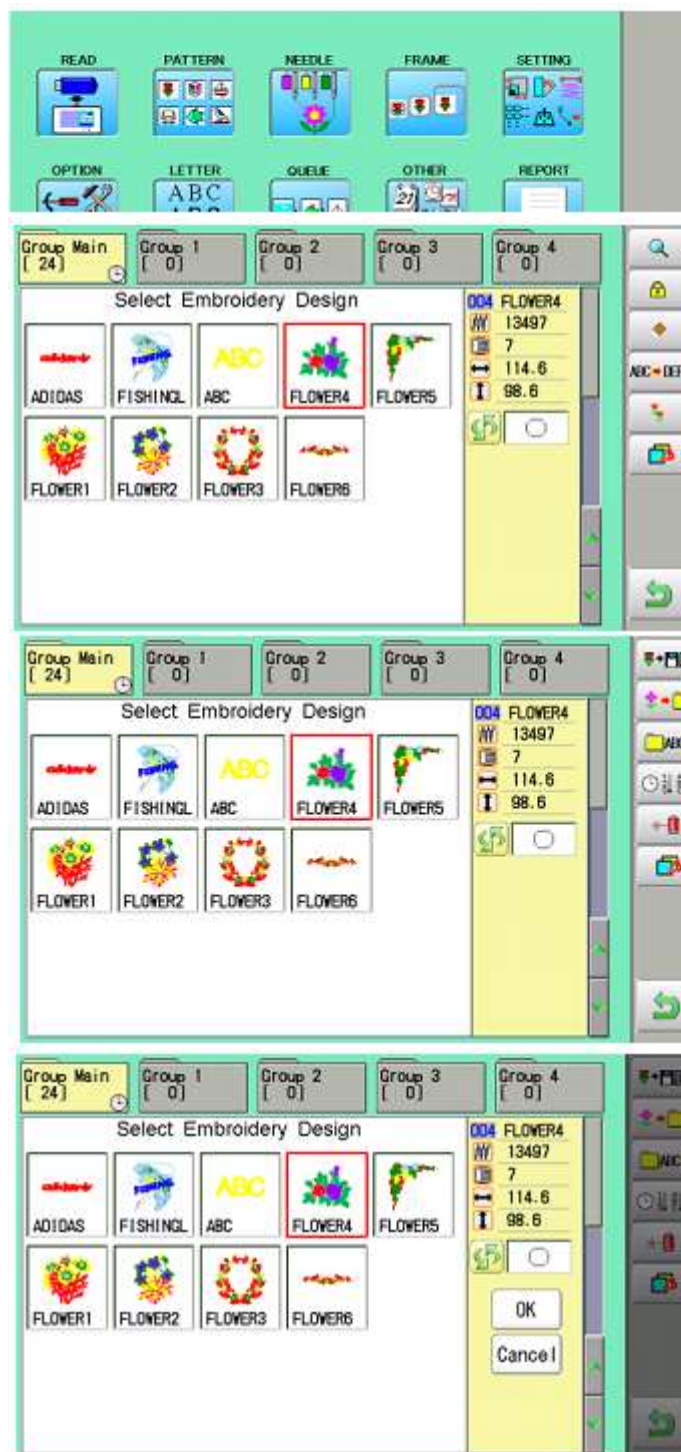 READ PATTERN NEEDLE FRAME SETTING
OPTION LETTER QUEUE OTHER REPORT
ABC
21
Group Main Group 1 Group 2 Group 3 Group 4
[ 24] [ 0] [ 0] [ 0] [ 0]
Select Embroidery Design
004 FLOWER4
13497
7
114.6
98.6
ABC
ADIDAS FISHINGL ABC FLOWER4 FLOWER5
FLOWER1 FLOWER2 FLOWER3 FLOWER6
Group Main Group 1 Group 2 Group 3 Group 4
[ 24] [ 0] [ 0] [ 0] [ 0]
Select Embroidery Design
004 FLOWER4
13497
7
114.6
98.6
ABC
ADIDAS FISHINGL ABC FLOWER4 FLOWER5
FLOWER1 FLOWER2 FLOWER3 FLOWER6
Group Main Group 1 Group 2 Group 3 Group 4
[ 24] [ 0] [ 0] [ 0] [ 0]
Select Embroidery Design
004 FLOWER4
13497
7
114.6
98.6
ABC
ADIDAS FISHINGL ABC FLOWER4 FLOWER5
FLOWER1 FLOWER2 FLOWER3 FLOWER6
OK
Cancel